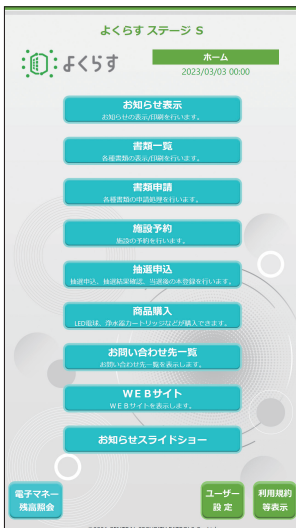 よくらす ステージ S
よくらす
ホーム
2023/03/03 00:00
お知らせ表示
お知らせの表示/印刷を行います。
書類一覧
各種書類の表示/印刷を行います。
書類申請
各種書類の申請処理を行います。
施設予約
施設の予約を行います。
抽選申込
抽選申込、抽選結果確認、当選後の本登録を行います。
商品購入
LED電球、浄水器カートリッジなどが購入できます。
お問い合わせ先一覧
お問い合わせ先一覧を表示します。
ＷＥＢサイト
ＷＥＢサイトを表示します。
お知らせスライドショー
電子マネー
残高照会
ユーザー
設 定
利用規約
等表示